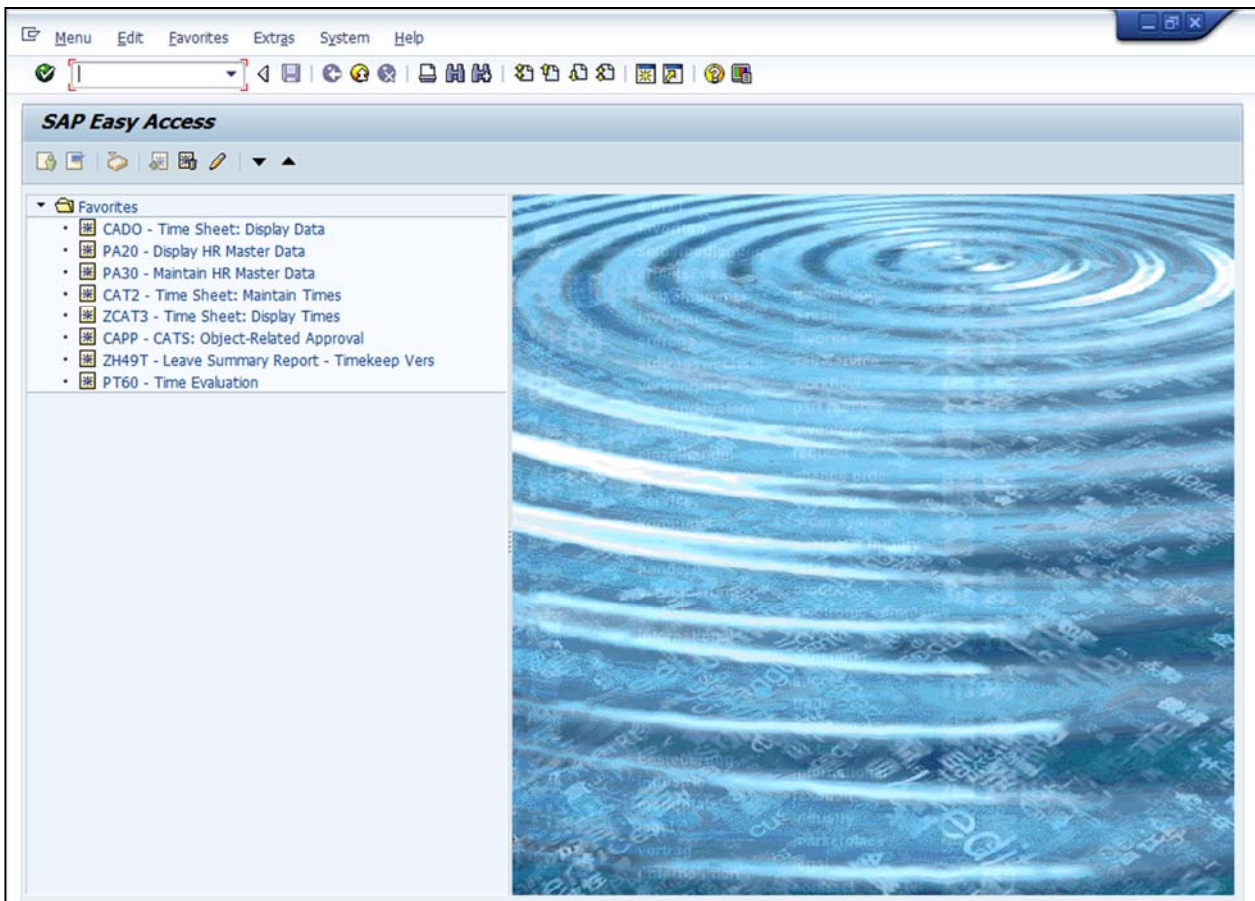 Menu Edit Favorites Extras System Help
SAP Easy Access
Favorites
CADO - Time Sheet: Display Data
PA20 - Display HR Master Data
PA30 - Maintain HR Master Data
CAT2 - Time Sheet: Maintain Times
ZCAT3 - Time Sheet: Display Times
CAPP - CATS: Object-Related Approval
ZH49T - Leave Summary Report - Timekeep Vers
PT60 - Time Evaluation